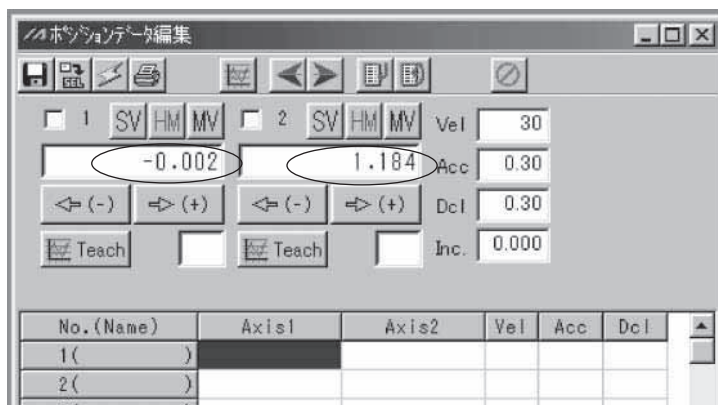 ポジションデータ編集
SEL
1 SV HM MV 2 SV HM MV Vel 30
-0.002 1.184 Acc 0.30
(-) (+) (-) (+) Dcl 0.30
Teach Teach Inc. 0.000
No.(Name) Axis1 Axis2 Vel Acc Dcl
1( )
2( )